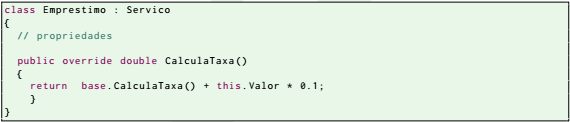 class Emprestimo : Servico
{
  // propriedades

  public override double CalculaTaxa()
  {
    return  base.CalculaTaxa() + this.Valor * 0.1;
    }
}